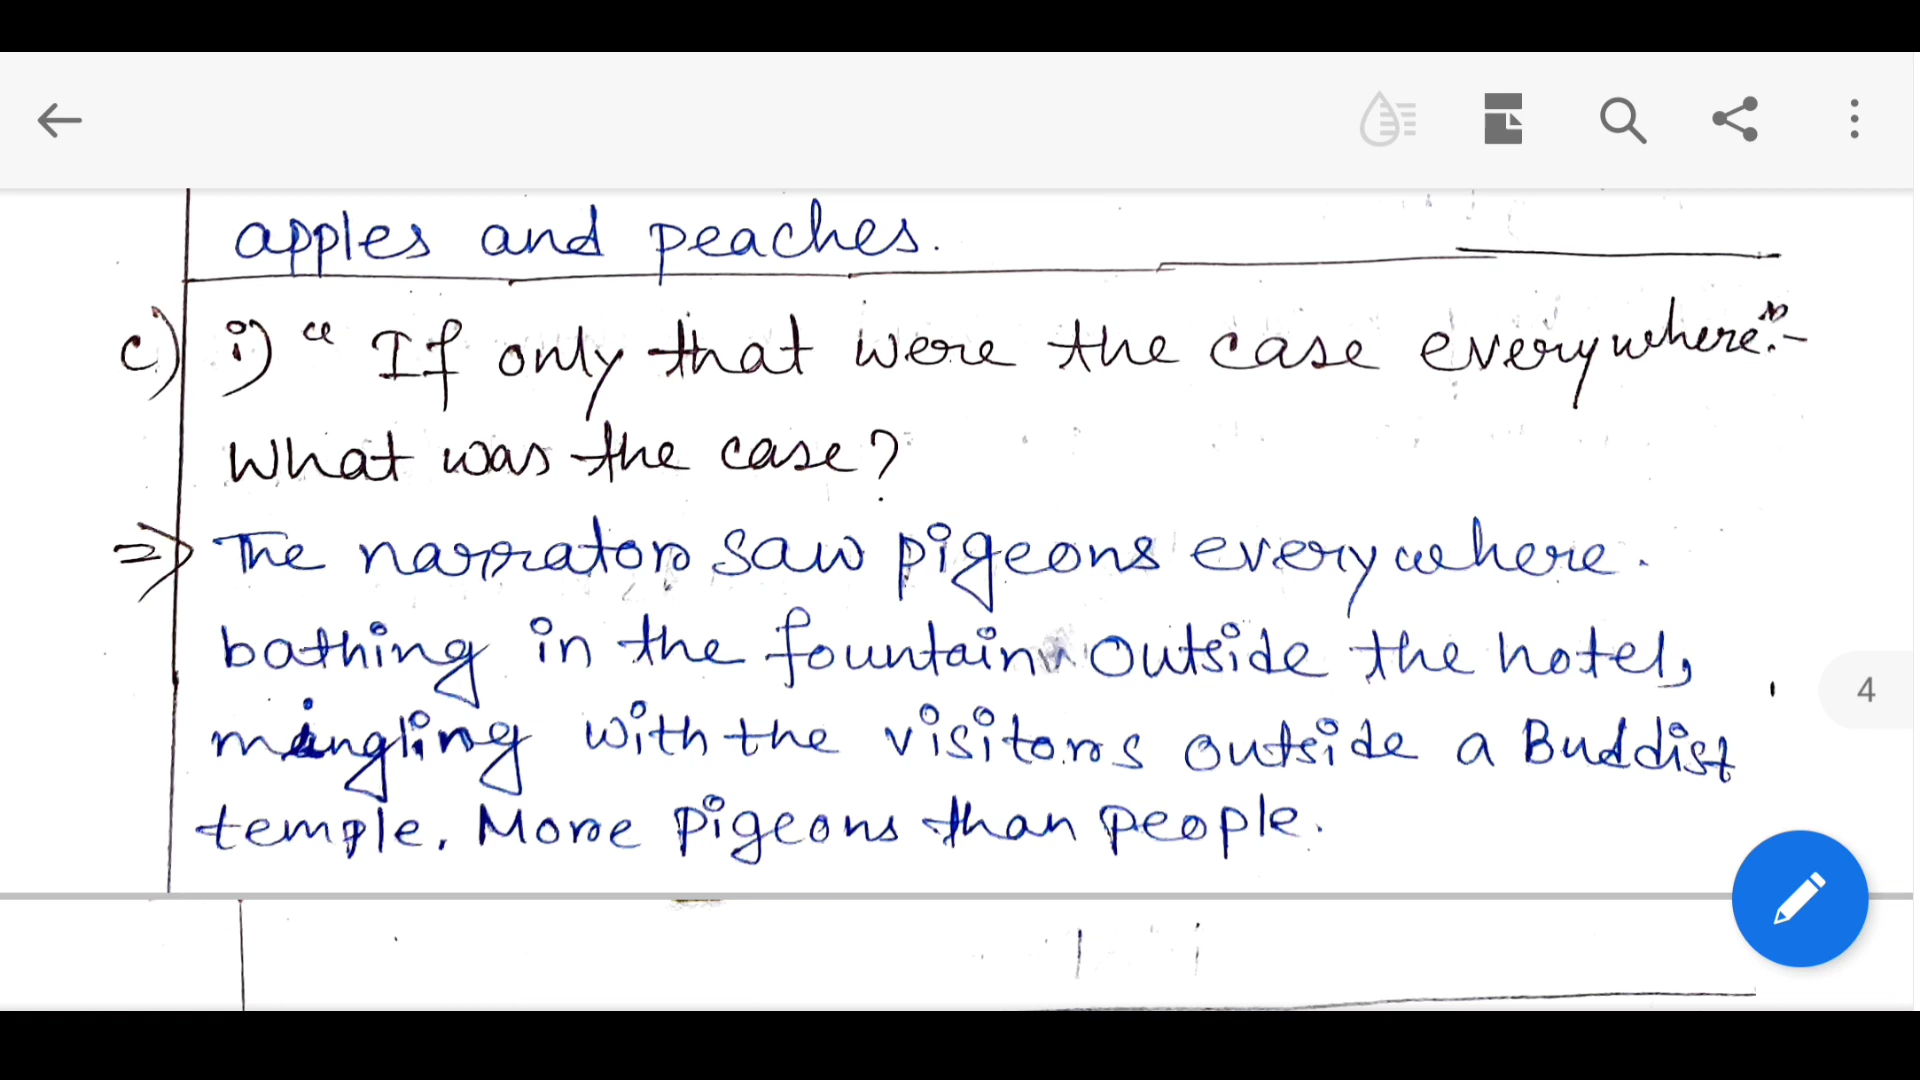 apples and peaches.
c) i) " If only that were the case everywhere."-
What was the case?
=> The narrator saw pigeons everywhere.
bathing in the fountain outside the hotel,
mingling with the visitors outside a Buddist
temple. More pigeons than people.
4